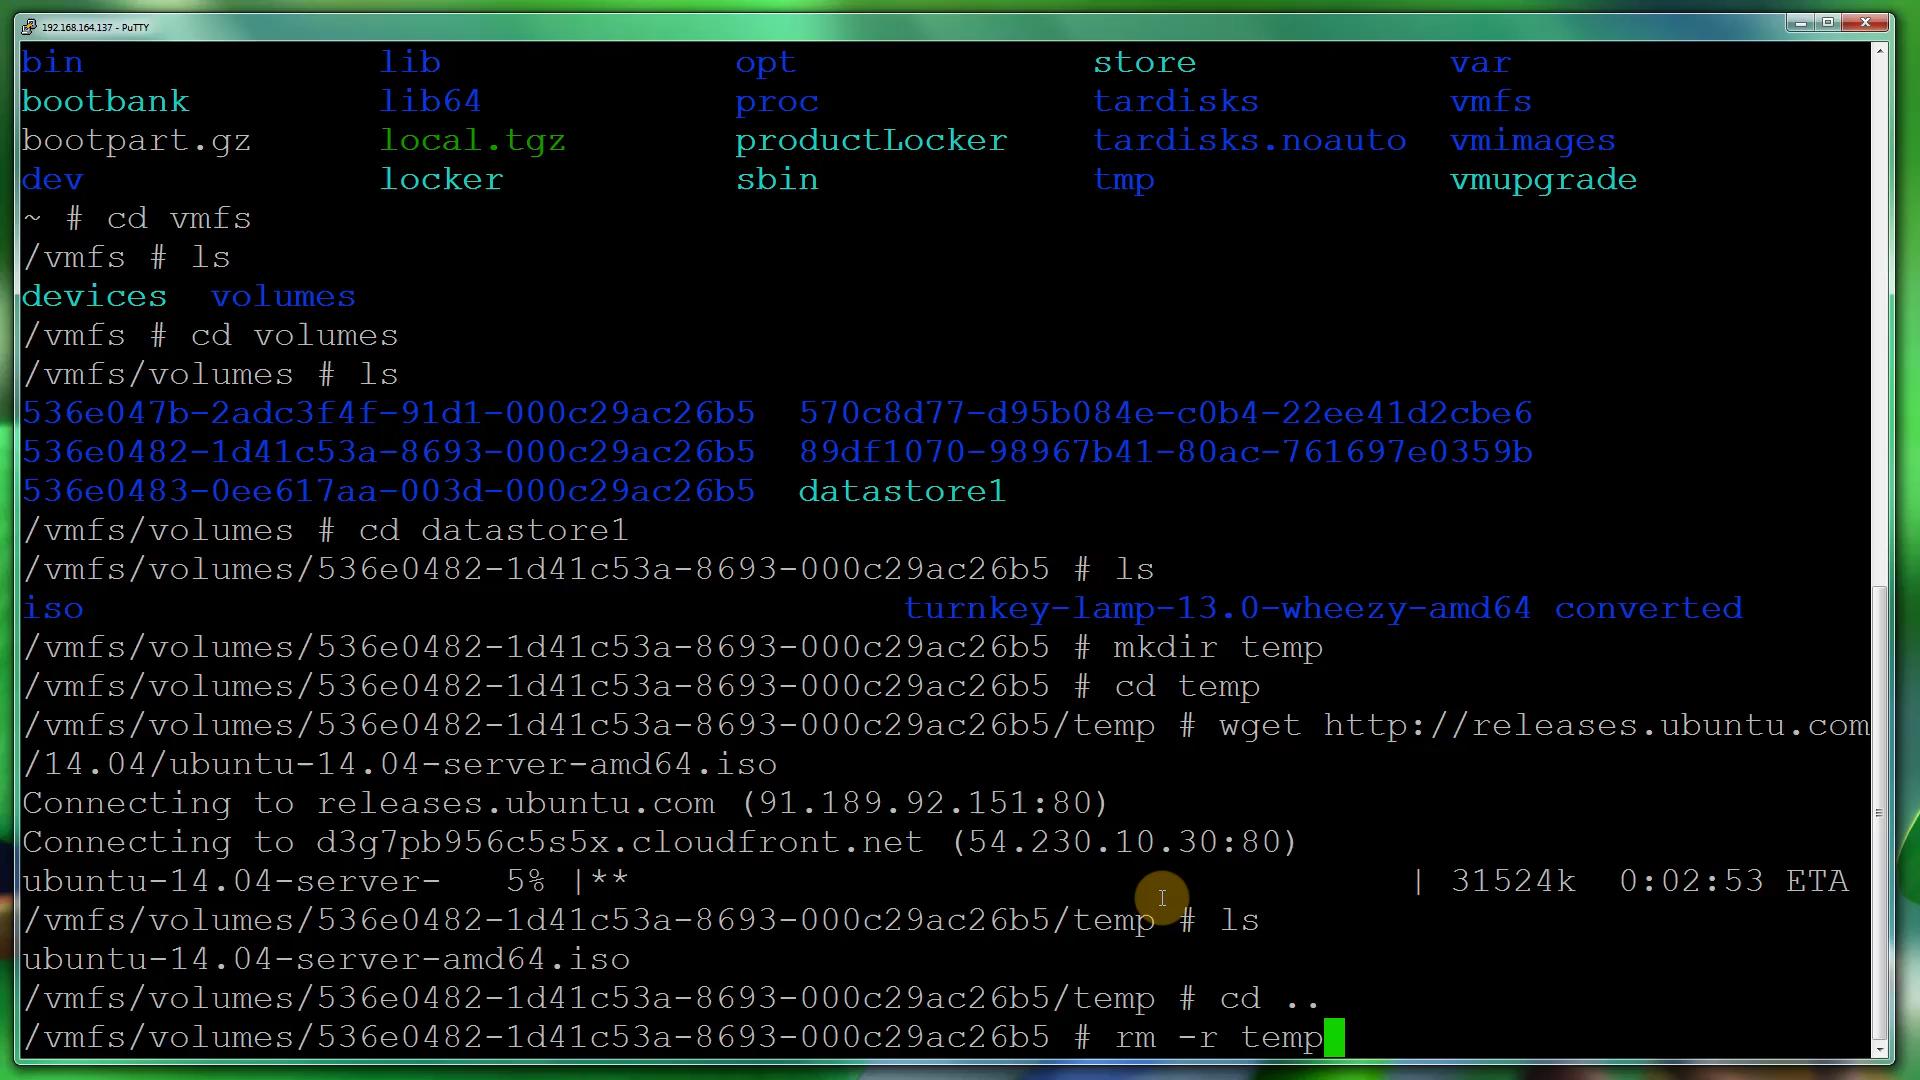 192.168.164.137 - PuTTY
bin lib opt store var
bootbank lib64 proc tardisks vmfs
bootpart.gz local.tgz productLocker tardisks.noauto vmimages
dev locker sbin tmp vmupgrade
~ # cd vmfs
/vmfs # ls
devices volumes
/vmfs # cd volumes
/vmfs/volumes # ls
536e047b-2adc3f4f-91d1-000c29ac26b5 570c8d77-d95b084e-c0b4-22ee41d2cbe6
536e0482-1d41c53a-8693-000c29ac26b5 89df1070-98967b41-80ac-761697e0359b
536e0483-0ee617aa-003d-000c29ac26b5 datastore1
/vmfs/volumes # cd datastore1
/vmfs/volumes/536e0482-1d41c53a-8693-000c29ac26b5 # ls
iso turnkey-lamp-13.0-wheezy-amd64 converted
/vmfs/volumes/536e0482-1d41c53a-8693-000c29ac26b5 # mkdir temp
/vmfs/volumes/536e0482-1d41c53a-8693-000c29ac26b5 # cd temp
/vmfs/volumes/536e0482-1d41c53a-8693-000c29ac26b5/temp # wget http://releases.ubuntu.com
/14.04/ubuntu-14.04-server-amd64.iso
Connecting to releases.ubuntu.com (91.189.92.151:80)
Connecting to d3g7pb956c5s5x.cloudfront.net (54.230.10.30:80)
ubuntu-14.04-server- 5% |** | 31524k 0:02:53 ETA
/vmfs/volumes/536e0482-1d41c53a-8693-000c29ac26b5/temp # ls
ubuntu-14.04-server-amd64.iso
/vmfs/volumes/536e0482-1d41c53a-8693-000c29ac26b5/temp # cd ..
/vmfs/volumes/536e0482-1d41c53a-8693-000c29ac26b5 # rm -r temp